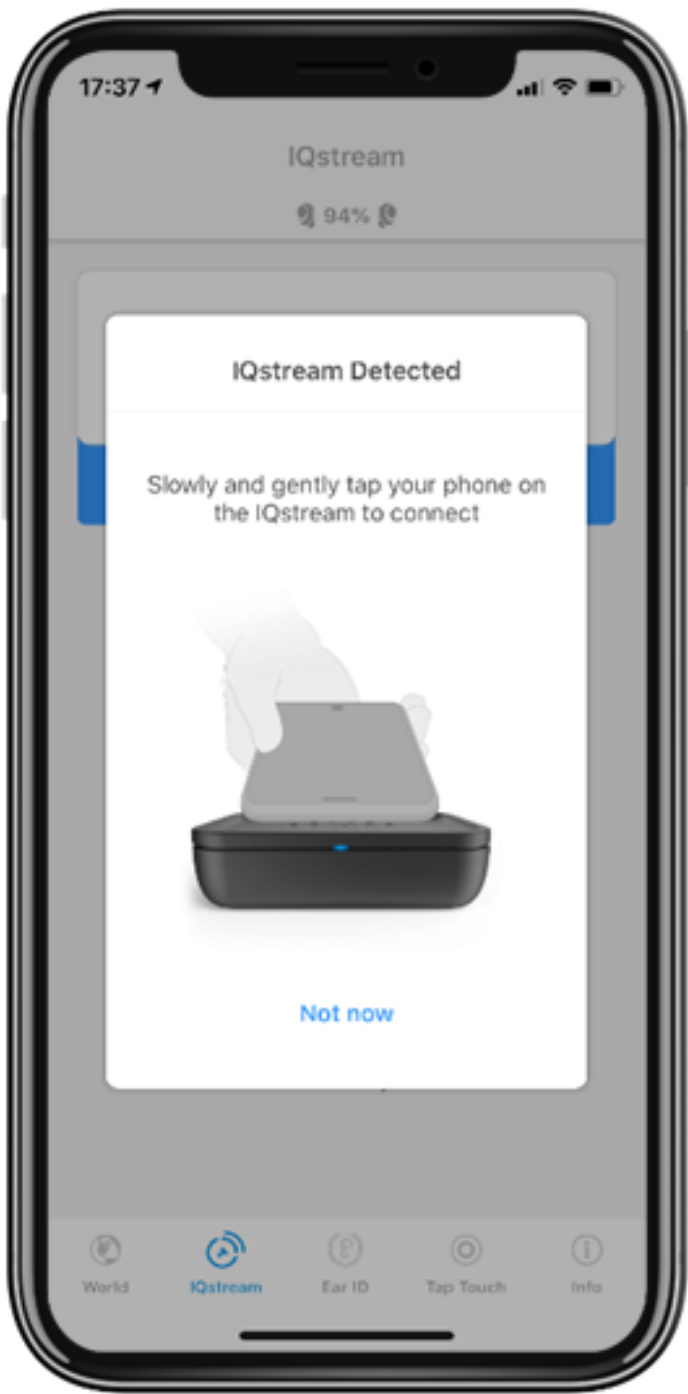 17:37
IQstream
94%
IQstream Detected
Slowly and gently tap your phone on
the IQstream to connect
Not now
World
IQstream
Ear ID
Tap Touch
Info